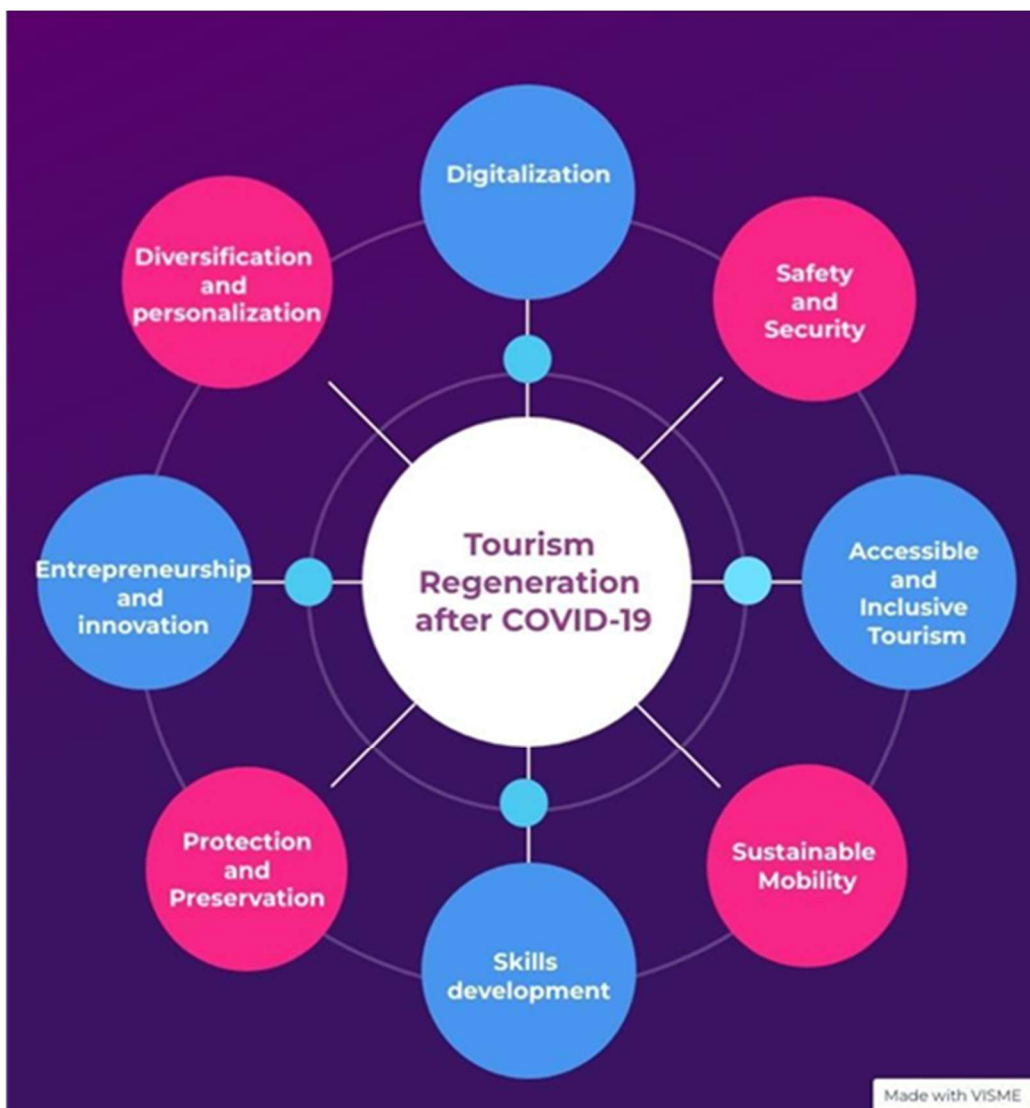 Digitalization
Diversification
and
personalization
Safety
and
Security
Tourism
Regeneration
after COVID-19
Entrepreneurship
and
innovation
Accessible
and
Inclusive
Tourism
Protection
and
Preservation
Sustainable
Mobility
Skills
development
Made with VISME